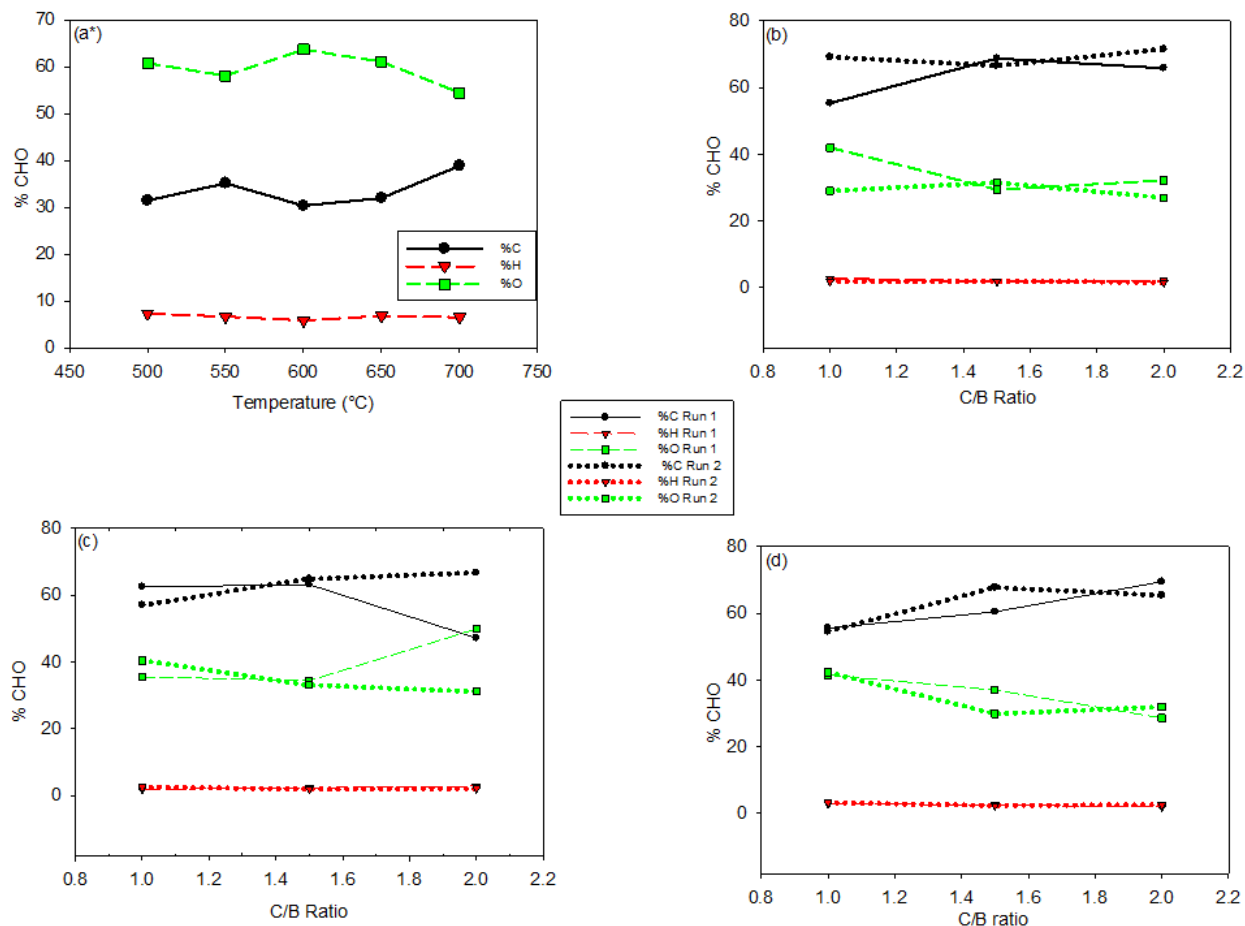 (a*)
70
60
50
40
30
20
10
0
% CHO
450 500 550 600 650 700 750
Temperature (°C)
%C
%H
%O
(b)
80
60
40
20
0
% CHO
0.8 1.0 1.2 1.4 1.6 1.8 2.0 2.2
C/B Ratio
%C Run 1
%H Run 1
%O Run 1
%C Run 2
%H Run 2
%O Run 2
(c)
80
60
40
20
0
% CHO
0.8 1.0 1.2 1.4 1.6 1.8 2.0 2.2
C/B Ratio
(d)
80
60
40
20
0
% CHO
0.8 1.0 1.2 1.4 1.6 1.8 2.0 2.2
C/B ratio